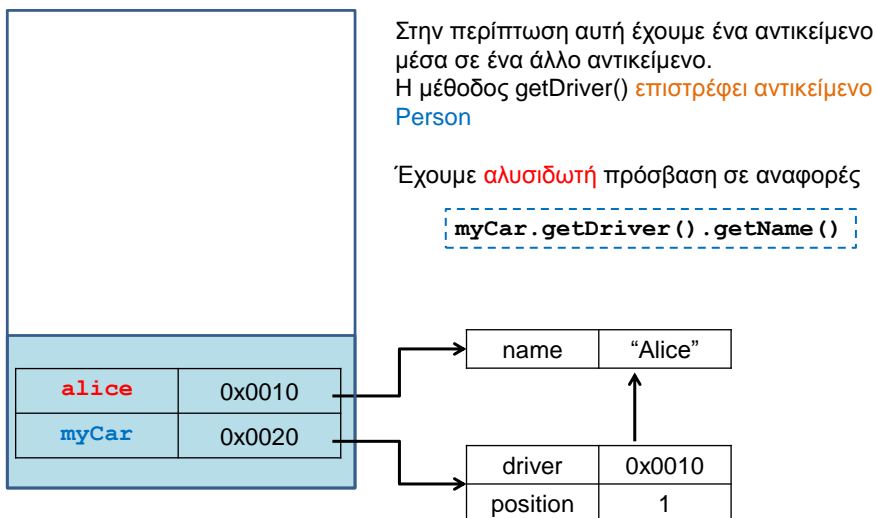 Στην περίπτωση αυτή έχουμε ένα αντικείμενο
μέσα σε ένα άλλο αντικείμενο.
Η μέθοδος getDriver() επιστρέφει αντικείμενο
Person
Έχουμε αλυσιδωτή πρόσβαση σε αναφορές
myCar.getDriver().getName()
name “Alice”
alice 0x0010
myCar 0x0020
driver 0x0010
position 1